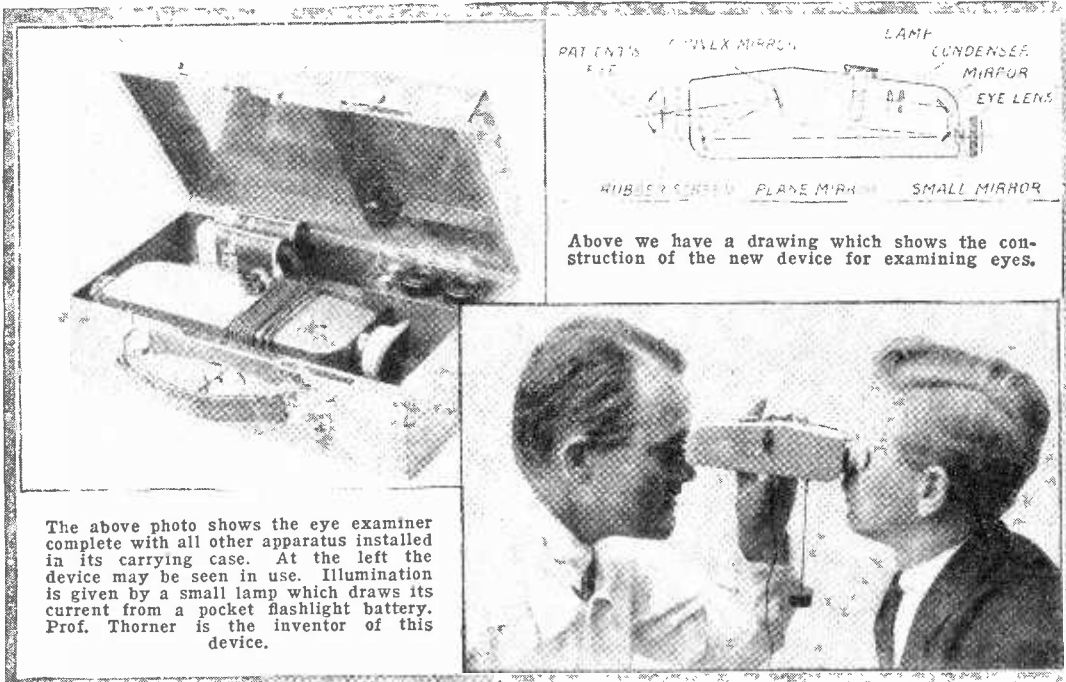 LAMP
CONDENSER
MIRROR
EYE LENS
PLANE
SMALL MIRROR
Above we have a drawing which shows the con-
struction of the new device for examining eyes.
The above photo shows the eye examiner
complete with all other apparatus installed
in its carrying case. At the left the
device may be seen in use. Illumination
is given by a small lamp which draws its
current from a pocket flashlight battery.
Prof. Thorner is the inventor of this
device.